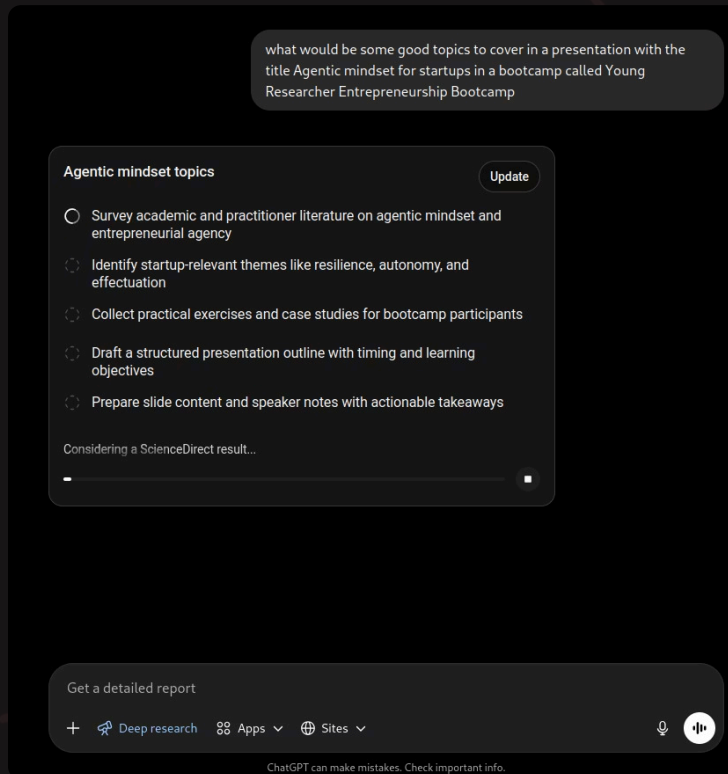 what would be some good topics to cover in a presentation with the
title Agentic mindset for startups in a bootcamp called Young
Researcher Entrepreneurship Bootcamp
Agentic mindset topics
Update
Survey academic and practitioner literature on agentic mindset and
entrepreneurial agency
Identify startup-relevant themes like resilience, autonomy, and
effectuation
Collect practical exercises and case studies for bootcamp participants
Draft a structured presentation outline with timing and learning
objectives
Prepare slide content and speaker notes with actionable takeaways
Considering a ScienceDirect result...
Get a detailed report
Deep research
Apps
Sites
ChatGPT can make mistakes. Check important info.